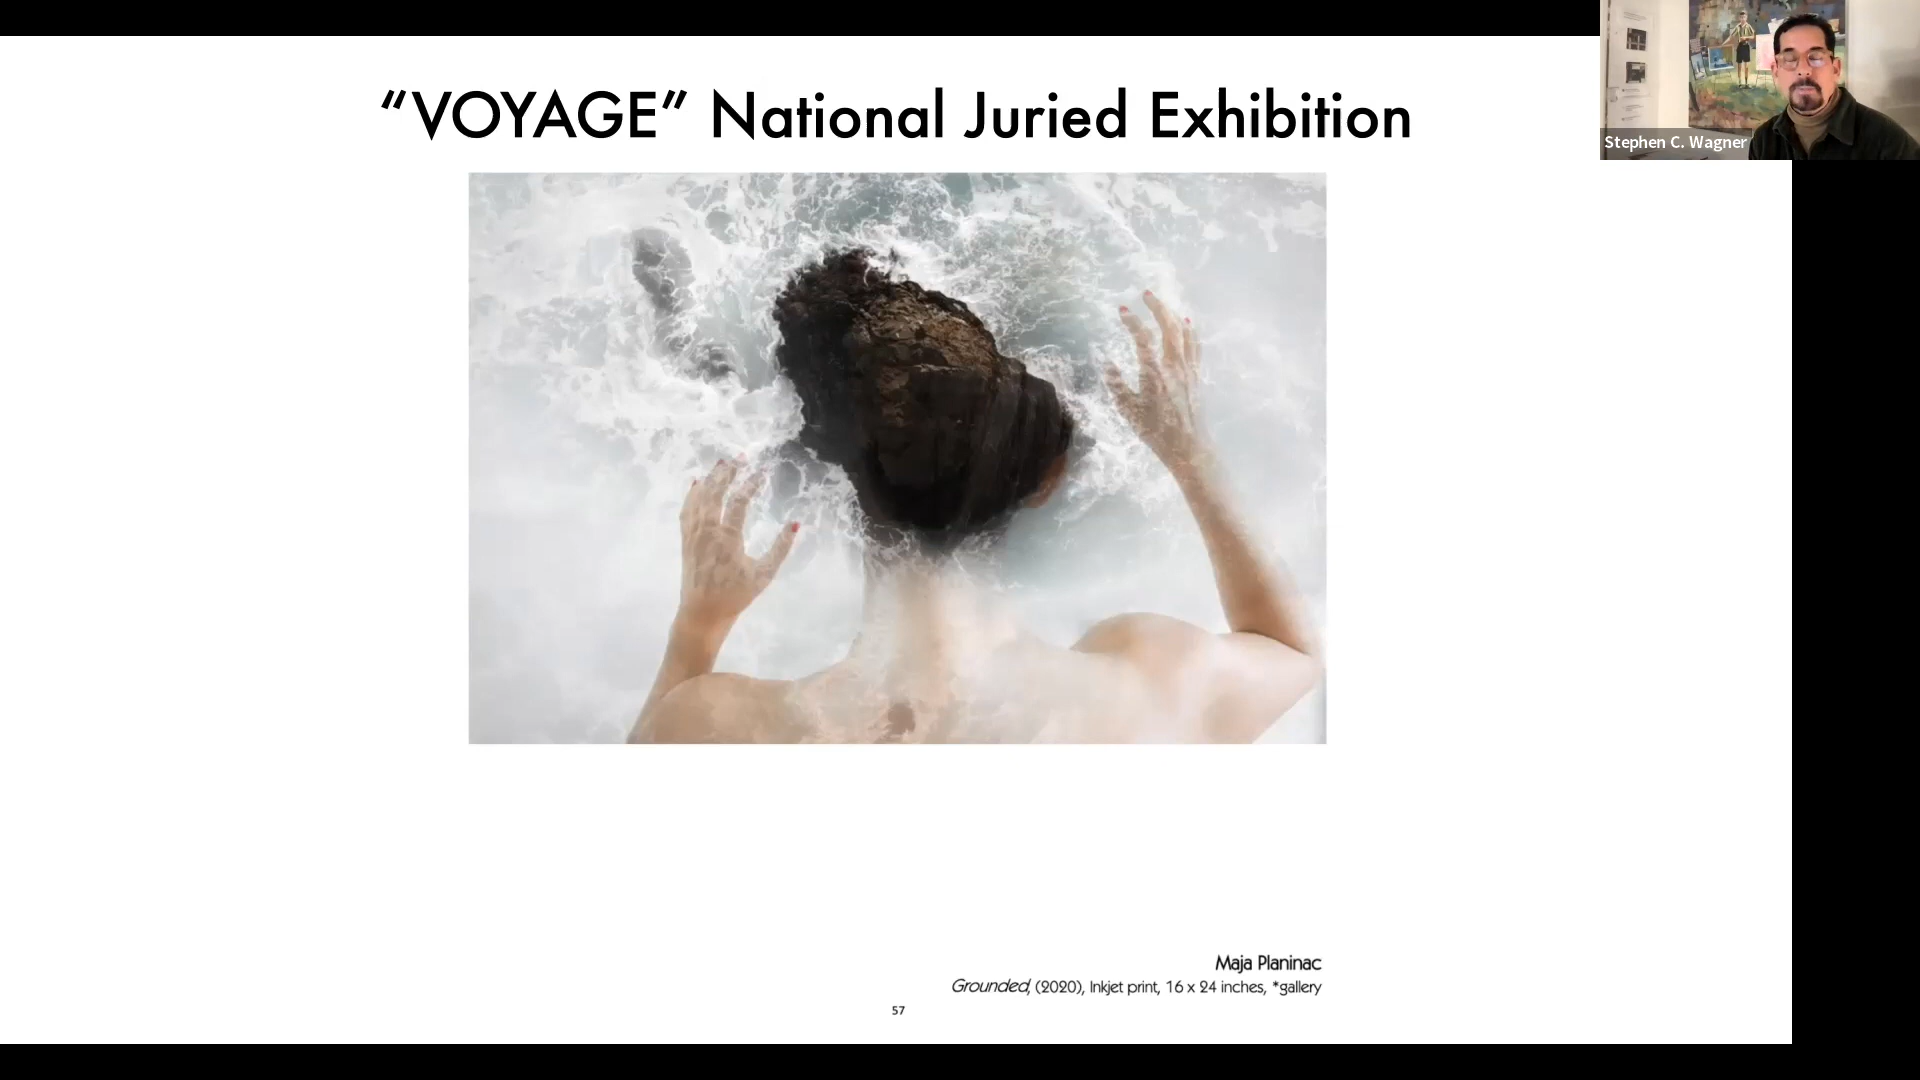 “VOYAGE” National Juried Exhibition
Stephen C. Wagner
Maja Planinac
Grounded, (2020), Inkjet print, 16 x 24 inches, *gallery
57